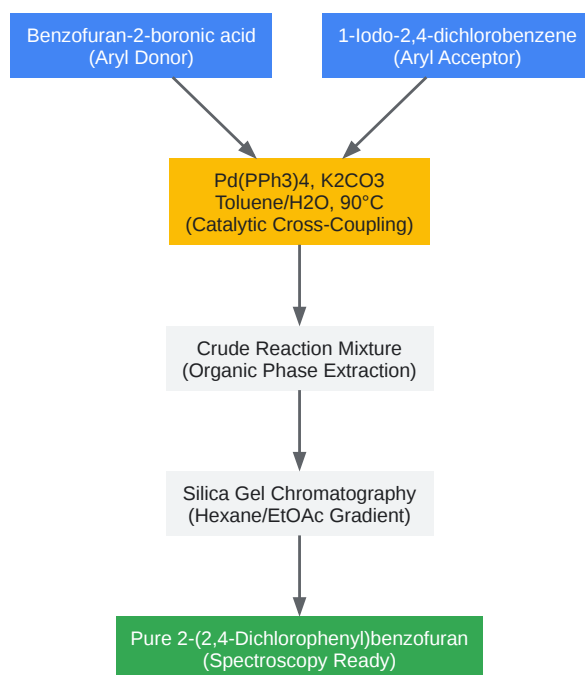 Benzofuran-2-boronic acid
(Aryl Donor)
1-Iodo-2,4-dichlorobenzene
(Aryl Acceptor)
Pd(PPh3)4, K2CO3
Toluene/H2O, 90°C
(Catalytic Cross-Coupling)
Crude Reaction Mixture
(Organic Phase Extraction)
Silica Gel Chromatography
(Hexane/EtOAc Gradient)
Pure 2-(2,4-Dichlorophenyl)benzofuran
(Spectroscopy Ready)